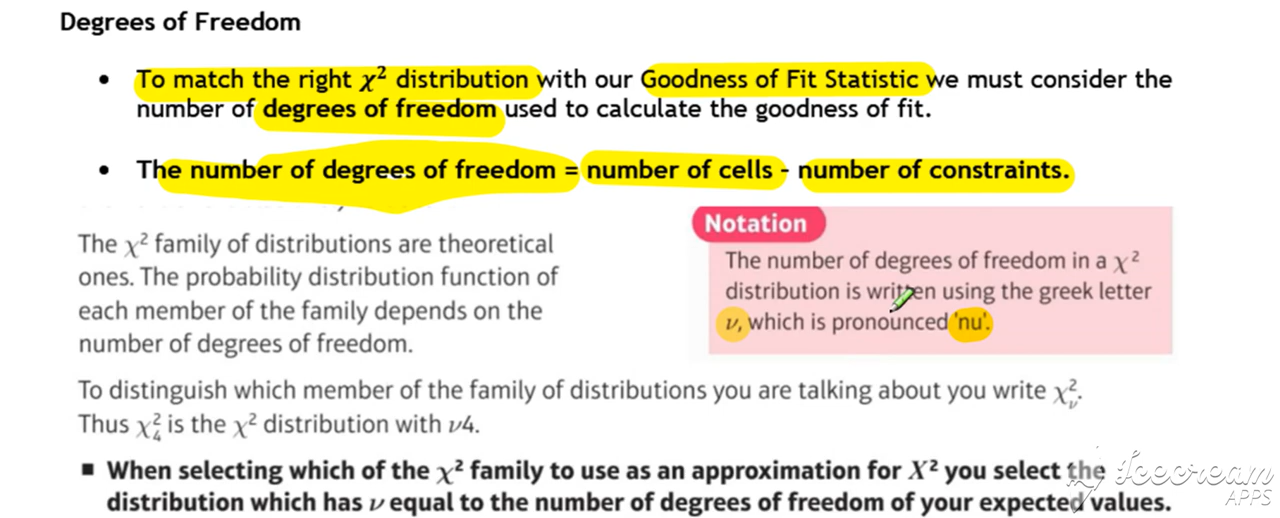 Degrees of Freedom
• To match the right χ² distribution with our Goodness of Fit Statistic we must consider the
number of degrees of freedom used to calculate the goodness of fit.
• The number of degrees of freedom = number of cells - number of constraints.
The χ² family of distributions are theoretical
ones. The probability distribution function of
each member of the family depends on the
number of degrees of freedom.
Notation
The number of degrees of freedom in a χ²
distribution is written using the greek letter
ν, which is pronounced 'nu'.
To distinguish which member of the family of distributions you are talking about you write χ²ᵥ.
Thus χ²₄ is the χ² distribution with ν4.
■ When selecting which of the χ² family to use as an approximation for X² you select the
distribution which has ν equal to the number of degrees of freedom of your expected values.
Icecream
APPS